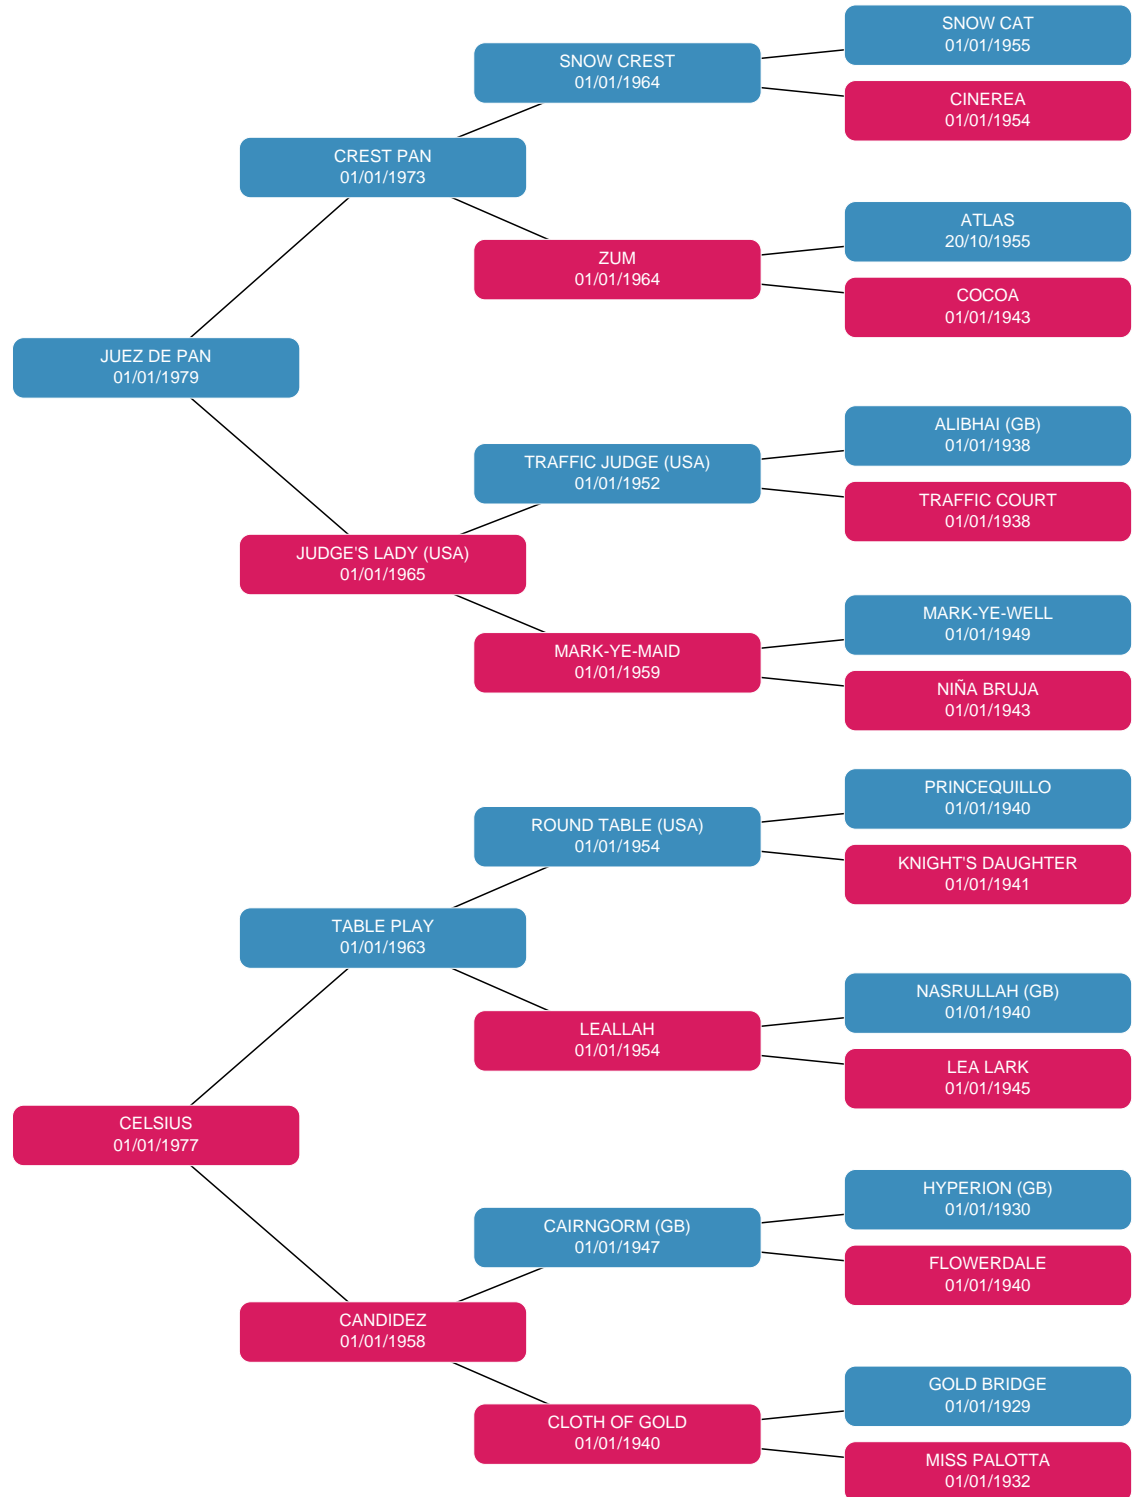 SNOW CAT
01/01/1955
SNOW CREST
01/01/1964
CINEREA
01/01/1954
CREST PAN
01/01/1973
ATLAS
20/10/1955
ZUM
01/01/1964
COCOA
01/01/1943
JUEZ DE PAN
01/01/1979
ALIBHAI (GB)
01/01/1938
TRAFFIC JUDGE (USA)
01/01/1952
TRAFFIC COURT
01/01/1938
JUDGE'S LADY (USA)
01/01/1965
MARK-YE-WELL
01/01/1949
MARK-YE-MAID
01/01/1959
NIÑA BRUJA
01/01/1943
PRINCEQUILLO
01/01/1940
ROUND TABLE (USA)
01/01/1954
KNIGHT'S DAUGHTER
01/01/1941
TABLE PLAY
01/01/1963
NASRULLAH (GB)
01/01/1940
LEALLAH
01/01/1954
LEA LARK
01/01/1945
CELSIUS
01/01/1977
HYPERION (GB)
01/01/1930
CAIRNGORM (GB)
01/01/1947
FLOWERDALE
01/01/1940
CANDIDEZ
01/01/1958
GOLD BRIDGE
01/01/1929
CLOTH OF GOLD
01/01/1940
MISS PALOTTA
01/01/1932